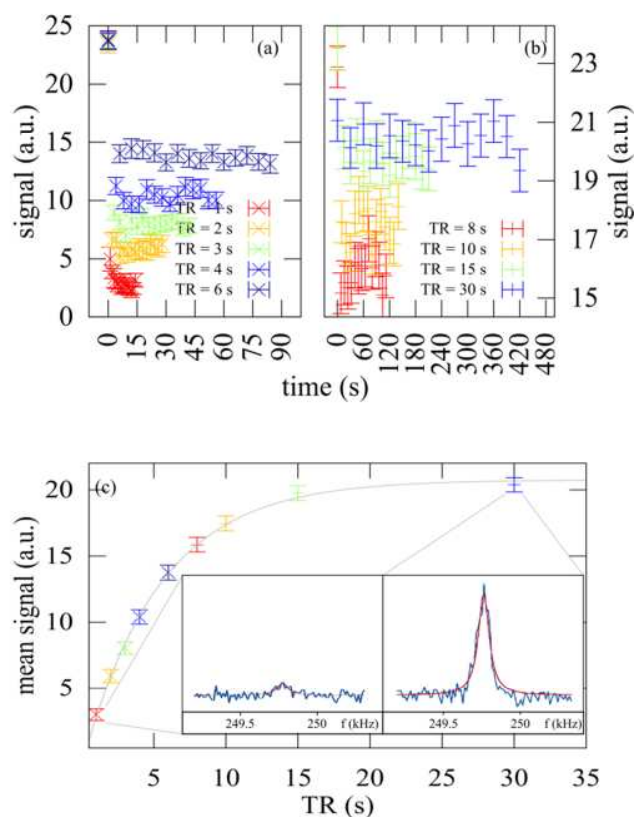 (a)
signal (a.u.)
25
20
15
10
5
0
TR = 1 s
TR = 2 s
TR = 3 s
TR = 4 s
TR = 6 s
0
15
30
45
60
75
90
(b)
TR = 8 s
TR = 10 s
TR = 15 s
TR = 30 s
0
60
120
180
240
300
360
420
480
23
21
19
17
15
signal (a.u.)
time (s)
(c)
mean signal (a.u.)
20
15
10
5
249.5 250 f (kHz)
249.5 250 f (kHz)
5 10 15 20 25 30 35
TR (s)